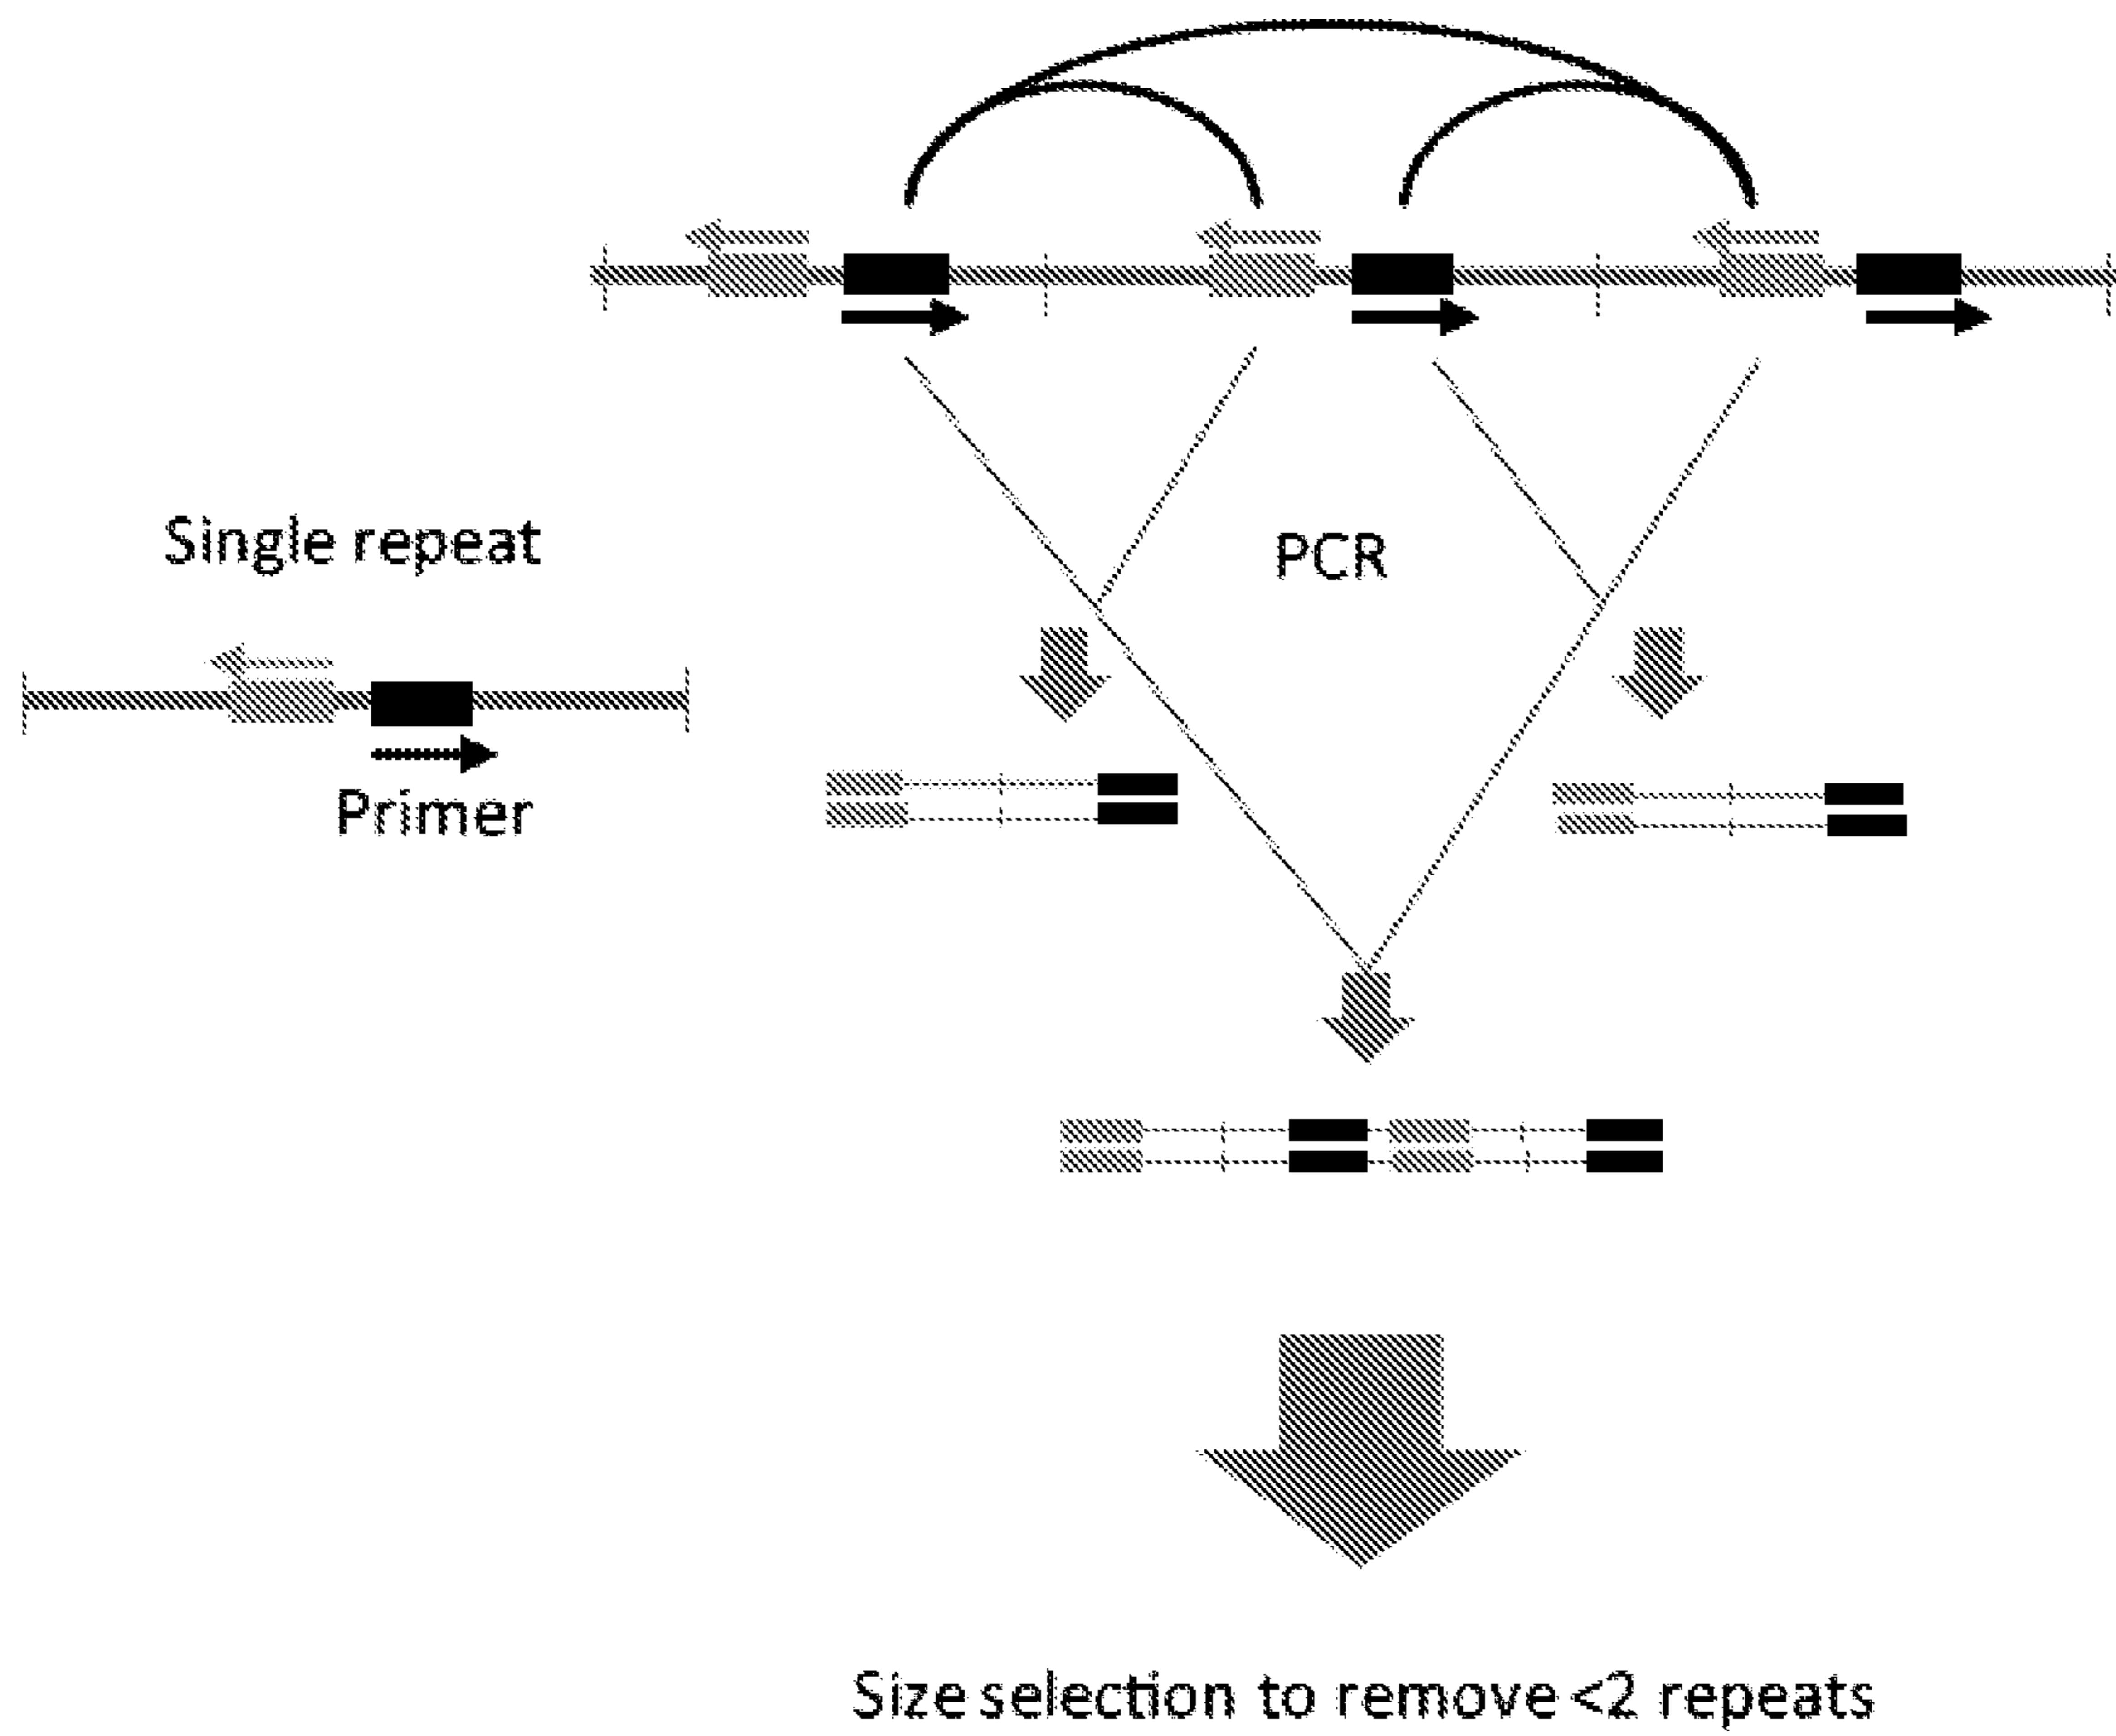 Single repeat
PCR
Primer
Size selection to remove <2 repeats